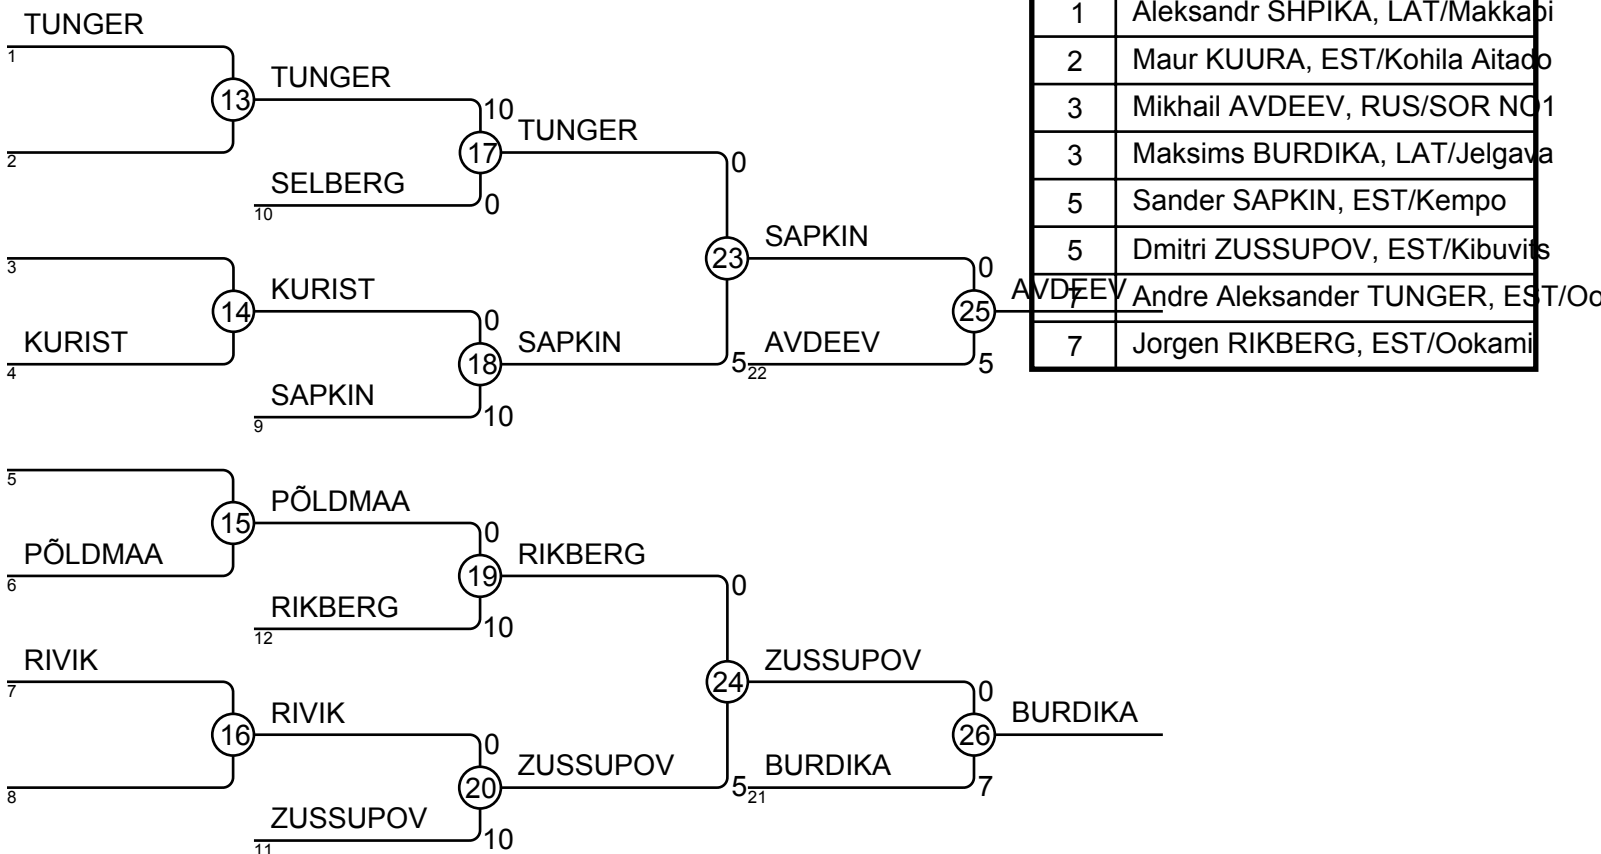 TUNGER
1
13
TUNGER
10
2
17
TUNGER
0
SELBERG
10
0
3
14
KURIST
0
KURIST
4
18
SAPKIN
5
SAPKIN
9
10
23
SAPKIN
0
AVDEEV
22
5
25
AVDEEV
5
15
PÕLDMAA
0
PÕLDMAA
6
19
RIKBERG
0
RIKBERG
12
10
RIVIK
7
16
RIVIK
0
8
20
ZUSSUPOV
5
ZUSSUPOV
11
10
24
ZUSSUPOV
0
BURDIKA
21
7
26
BURDIKA
1 Aleksandr SHPIKA, LAT/Makkabi
2 Maur KUURA, EST/Kohila Aitado
3 Mikhail AVDEEV, RUS/SOR NO1
3 Maksims BURDIKA, LAT/Jelgava
5 Sander SAPKIN, EST/Kempo
5 Dmitri ZUSSUPOV, EST/Kibuvits
7 Andre Aleksander TUNGER, EST/Oo
7 Jorgen RIKBERG, EST/Ookami